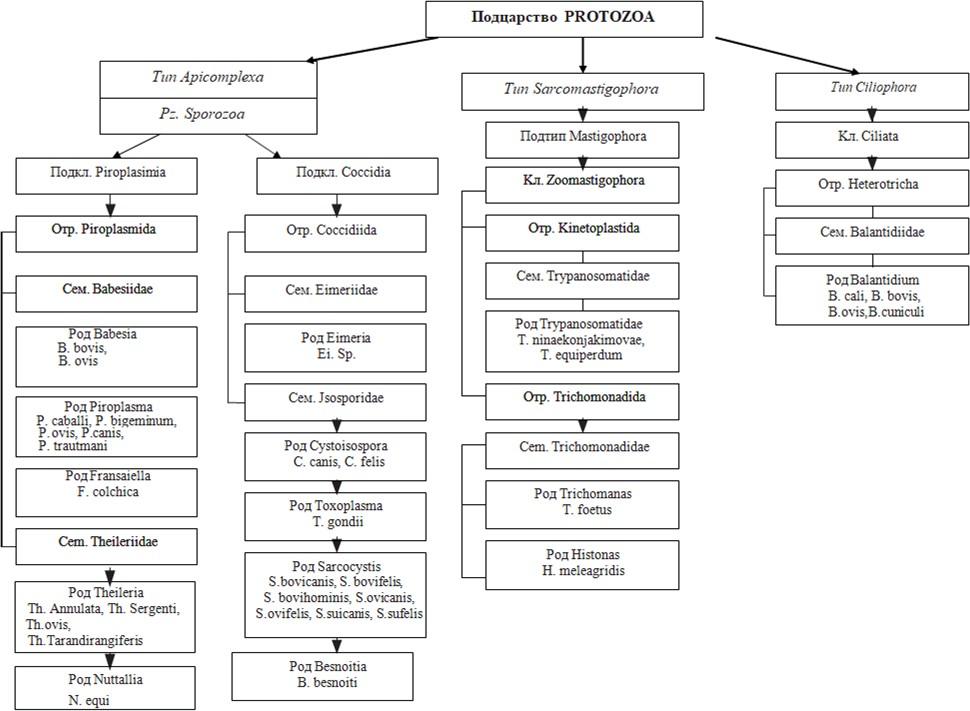 Подцарство PROTOZOA
Тип Apicomplexa
Pz. Sporozoa
Подкл. Piroplasimia
Отр. Piroplasmida
Сем. Babesiidae
Род Babesia
B. bovis,
B. ovis
Род Piroplasma
P. caballi, P. bigeminum,
P. ovis, P.canis,
P. trautmani
Род Fransaiella
F. colchica
Сем. Theileriidae
Род Theileria
Th. Annulata, Th. Sergenti,
Th.ovis,
Th.Tarandirangiferis
Род Nuttallia
N. equi
Подкл. Coccidia
Отр. Coccidiida
Сем. Eimeriidae
Род Eimeria
Ei. Sp.
Сем. Jsosporidae
Род Cystoisospora
C. canis, C. felis
Род Toxoplasma
T. gondii
Род Sarcocystis
S.bovicanis, S. bovifelis,
S. bovihominis, S.ovicanis,
S.ovifelis, S.suicanis, S.sufelis
Род Besnoitia
B. besnoiti
Тип Sarcomastigophora
Подтип Mastigophora
Кл. Zoomastigophora
Отр. Kinetoplastida
Сем. Trypanosomatidae
Род Trypanosomatidae
T. ninaekonjakimovae,
T. equiperdum
Отр. Trichomonadida
Сем. Trichomonadidae
Род Trichomanas
T. foetus
Род Histonas
H. meleagridis
Тип Ciliophora
Кл. Ciliata
Отр. Heterotricha
Сем. Balantidiidae
Род Balantidium
B. cali, B. bovis,
B.ovis,B.cuniculi